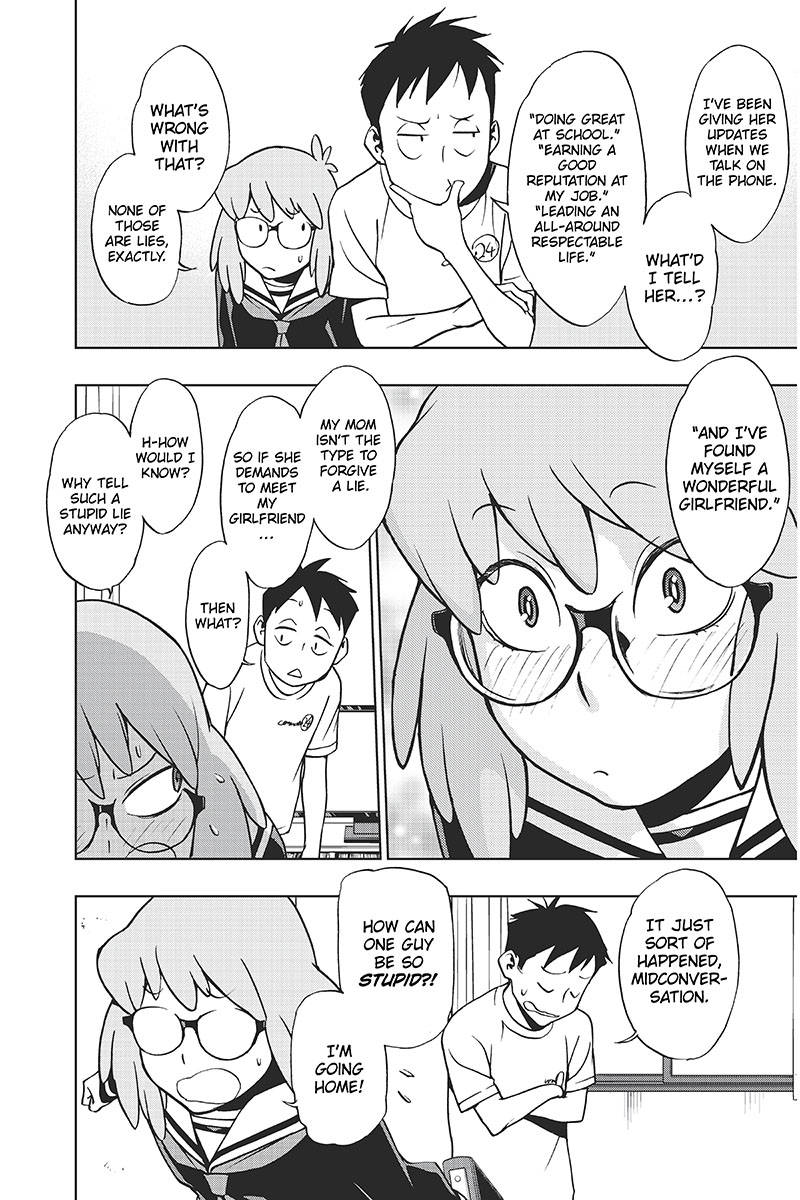 I'VE BEEN
GIVING HER
UPDATES
WHEN WE
TALK ON
THE PHONE.
WHAT'D
I TELL
HER...?
"DOING GREAT
AT SCHOOL."
"EARNING A
GOOD
REPUTATION AT
MY JOB."
"LEADING AN
ALL-AROUND
RESPECTABLE
LIFE."
24
WHAT'S
WRONG
WITH
THAT?
NONE OF
THOSE
ARE LIES,
EXACTLY.
"AND I'VE
FOUND
MYSELF A
WONDERFUL
GIRLFRIEND."
MY MOM
ISN'T THE
TYPE TO
FORGIVE
A LIE.
SO IF SHE
DEMANDS
TO MEET
MY
GIRLFRIEND
...
THEN
WHAT?
H-HOW
WOULD I
KNOW?
WHY TELL
SUCH A
STUPID LIE
ANYWAY?
IT JUST
SORT OF
HAPPENED,
MIDCONVER-
SATION.
HOW CAN
ONE GUY
BE SO
STUPID?!
I'M
GOING
HOME!